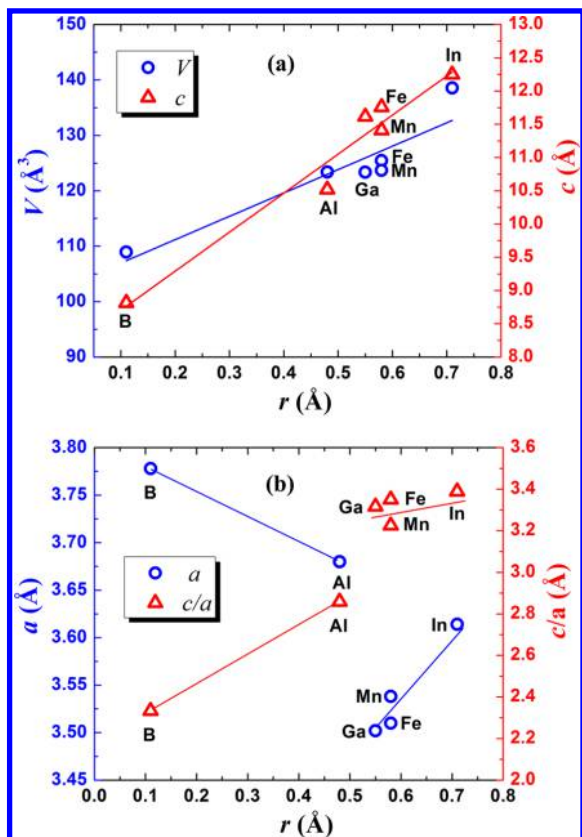 (a)
V
c
150
140
130
120
110
100
90
V (Å³)
13.0
12.5
12.0
11.5
11.0
10.5
10.0
9.5
9.0
8.5
8.0
c (Å)
In
Fe
Mn
Fe
Mn
Ga
Al
B
0.1 0.2 0.3 0.4 0.5 0.6 0.7 0.8
r (Å)
(b)
a
c/a
3.80
3.75
3.70
3.65
3.60
3.55
3.50
3.45
a (Å)
3.6
3.4
3.2
3.0
2.8
2.6
2.4
2.2
2.0
c/a (Å)
B
Ga
Fe
Mn
In
Al
Al
In
Mn
Ga
Fe
B
0.0 0.1 0.2 0.3 0.4 0.5 0.6 0.7 0.8
r (Å)